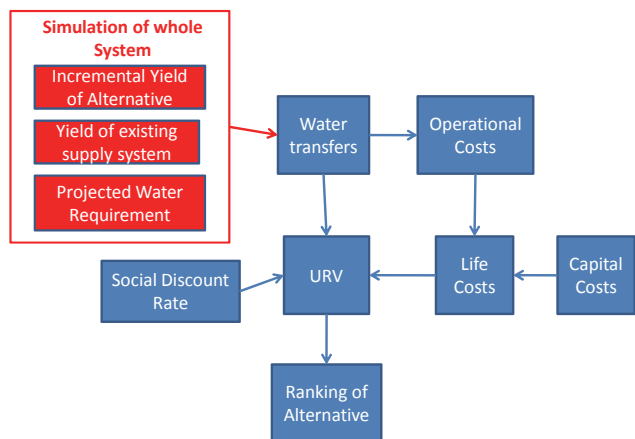 Simulation of whole
System
Incremental Yield
of Alternative
Yield of existing
supply system
Projected Water
Requirement
Water
transfers
Operational
Costs
Social Discount
Rate
URV
Life
Costs
Capital
Costs
Ranking of
Alternative